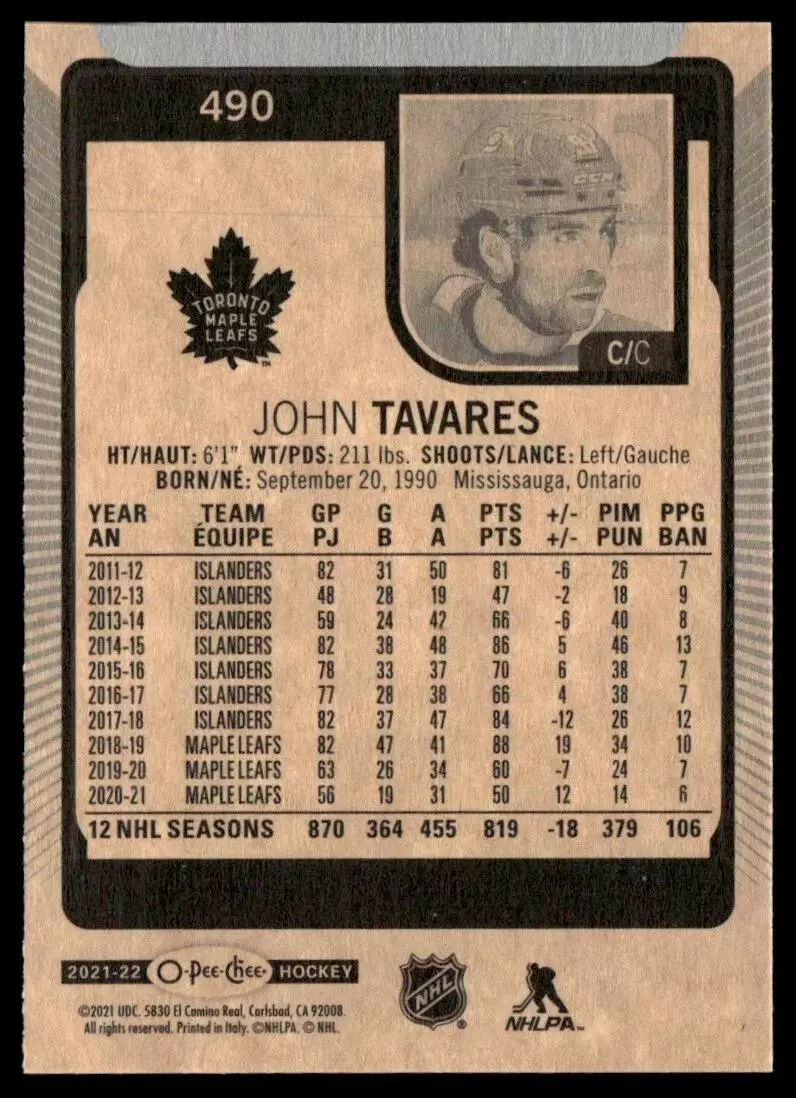 490
TORONTO
MAPLE
LEAFS
TM
CCM
C/C
JOHN TAVARES
HT/HAUT: 6'1" WT/PDS: 211 lbs. SHOOTS/LANCE: Left/Gauche
BORN/NÉ: September 20, 1990 Mississauga, Ontario
YEAR TEAM GP G A PTS +/- PIM PPG
AN ÉQUIPE PJ B A PTS +/- PUN BAN
2011-12 ISLANDERS 82 31 50 81 -6 26 7
2012-13 ISLANDERS 48 28 19 47 -2 18 9
2013-14 ISLANDERS 59 24 42 66 -6 40 8
2014-15 ISLANDERS 82 38 48 86 5 46 13
2015-16 ISLANDERS 78 33 37 70 6 38 7
2016-17 ISLANDERS 77 28 38 66 4 38 7
2017-18 ISLANDERS 82 37 47 84 -12 26 12
2018-19 MAPLE LEAFS 82 47 41 88 19 34 10
2019-20 MAPLE LEAFS 63 26 34 60 -7 24 7
2020-21 MAPLE LEAFS 56 19 31 50 12 14 6
12 NHL SEASONS 870 364 455 819 -18 379 106
2021-22 O-Pee-Chee HOCKEY
©2021 UDC. 5830 El Camino Real, Carlsbad, CA 92008.
All rights reserved. Printed in Italy. ©NHLPA. © NHL.
NHL ®
NHLPA TM